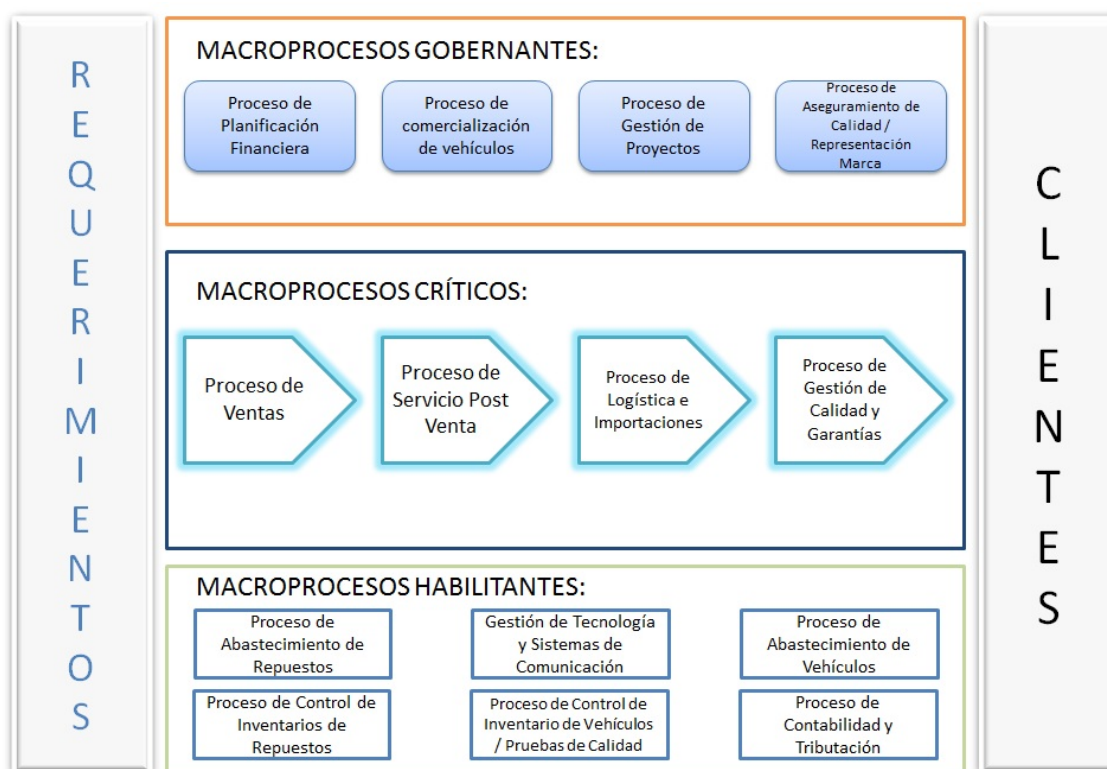 REQUERIMIENTOS
MACROPROCESOS GOBERNANTES:
Proceso de
Planificación
Financiera
Proceso de
comercialización
de vehículos
Proceso de
Gestión de
Proyectos
Proceso de
Aseguramiento de
Calidad /
Representación
Marca
MACROPROCESOS CRÍTICOS:
Proceso de
Ventas
Proceso de
Servicio Post
Venta
Proceso de
Logística e
Importaciones
Proceso de
Gestión de
Calidad y
Garantías
MACROPROCESOS HABILITANTES:
Proceso de
Abastecimiento de
Repuestos
Gestión de Tecnología
y Sistemas de
Comunicación
Proceso de
Abastecimiento de
Vehículos
Proceso de Control de
Inventarios de
Repuestos
Proceso de Control de
Inventario de Vehículos
/ Pruebas de Calidad
Proceso de
Contabilidad y
Tributación
CLIENTES